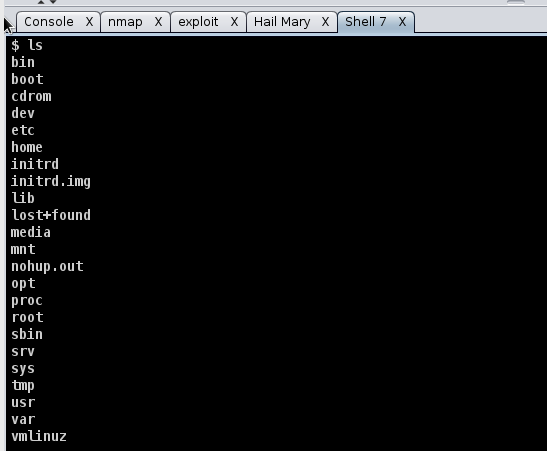 Console X nmap X exploit X Hail Mary X Shell 7 X
$ ls
bin
boot
cdrom
dev
etc
home
initrd
initrd.img
lib
lost+found
media
mnt
nohup.out
opt
proc
root
sbin
srv
sys
tmp
usr
var
vmlinuz